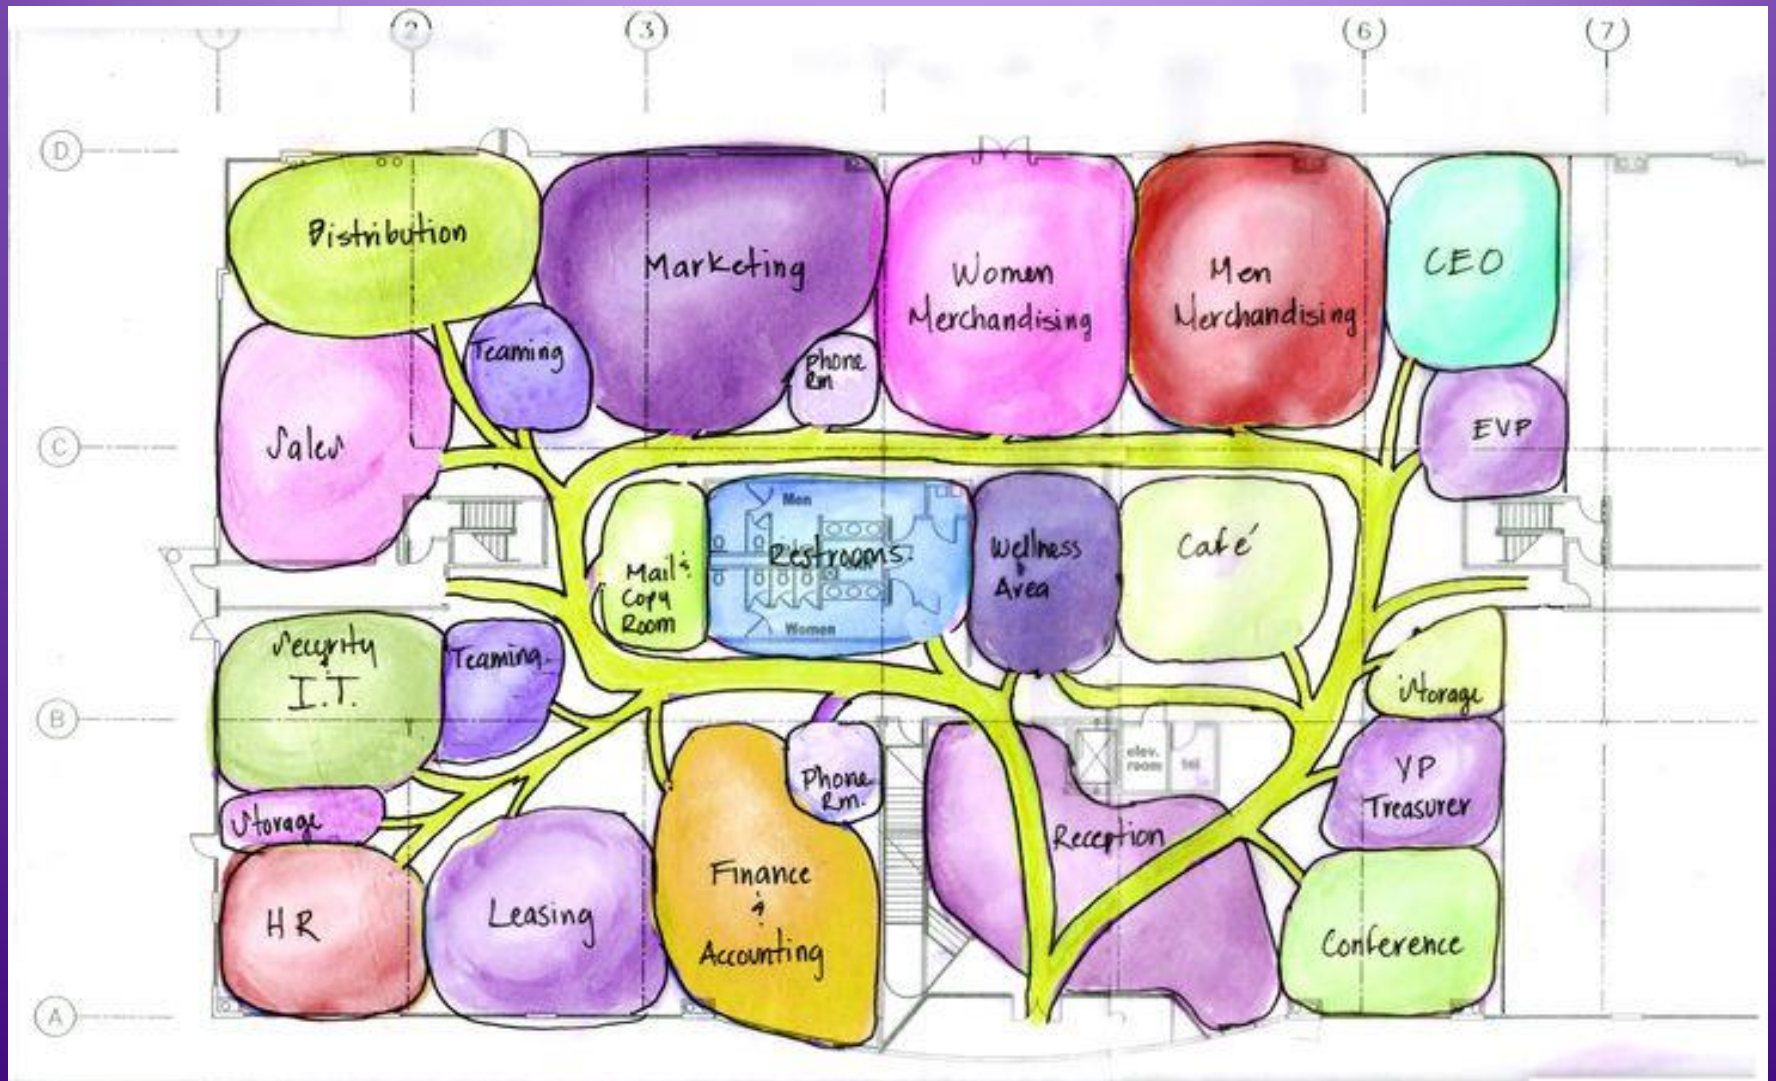 2
3
6
7
D
Distribution
Marketing
Women
Merchandising
Men
Merchandising
CEO
Teaming
Phone
Rm
EVP
C
Sales
Men
Restrooms
Women
Mail &
Copy
Room
Wellness
Area
Café
Security
I.T.
Teaming
Storage
B
elev.
room
tel
Phone
Rm.
VP
Treasurer
Storage
Reception
HR
Leasing
Finance
&
Accounting
Conference
A